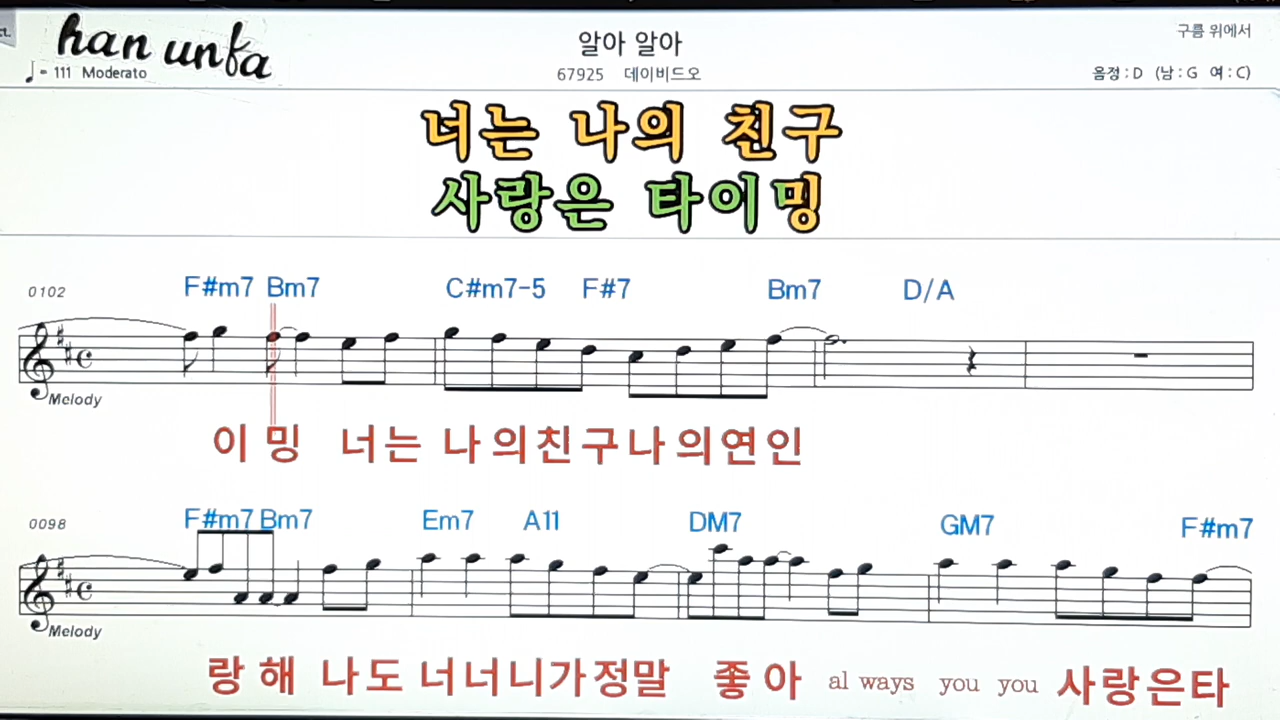 ct.
han unfa
알아 알아
구름 위에서
= 111 Moderato
67925 데이비드오
음정 : D (남 : G 여 : C)
너는 나의 친구
사랑은 타이밍
0102
F#m7 Bm7 C#m7-5 F#7 Bm7 D/A
Melody
이 밍 너는 나의친구나의연인
0098
F#m7 Bm7 Em7 A11 DM7 GM7 F#m7
Melody
랑 해 나도 너너니가정말 좋아 al ways you you 사랑은타